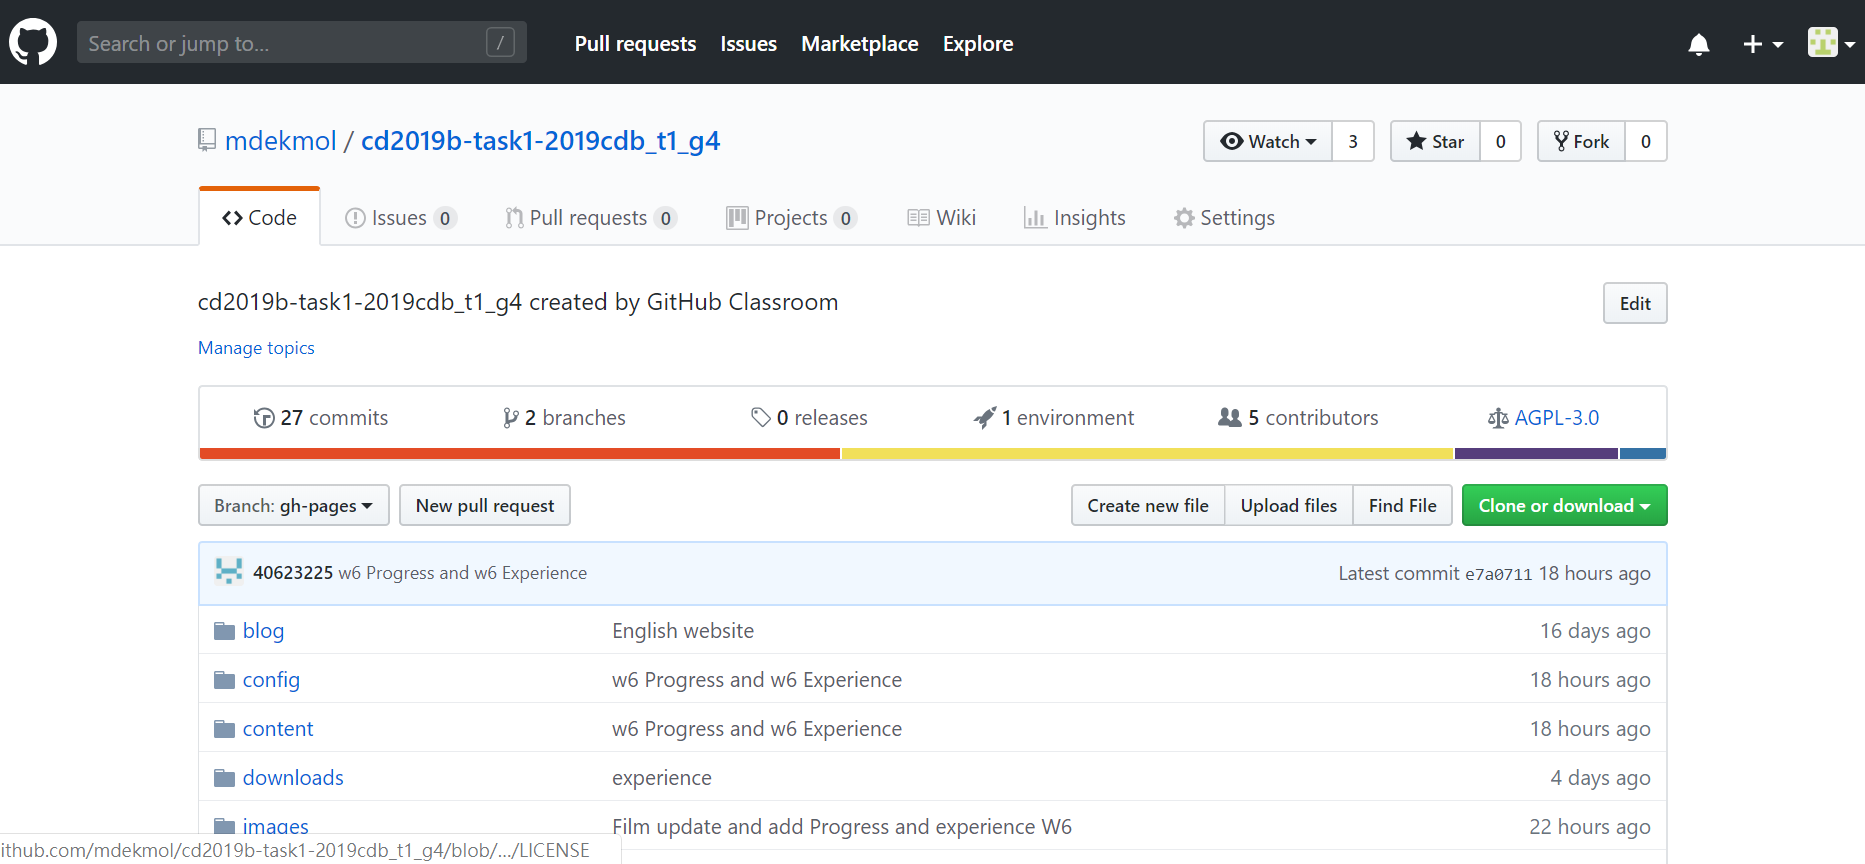 Search or jump to... /
Pull requests Issues Marketplace Explore
mdekmol / cd2019b-task1-2019cdb_t1_g4
Watch 3 Star 0 Fork 0
Code Issues 0 Pull requests 0 Projects 0 Wiki Insights Settings
cd2019b-task1-2019cdb_t1_g4 created by GitHub Classroom
Edit
Manage topics
27 commits 2 branches 0 releases 1 environment 5 contributors AGPL-3.0
Branch: gh-pages New pull request Create new file Upload files Find File Clone or download
40623225 w6 Progress and w6 Experience Latest commit e7a0711 18 hours ago
blog English website 16 days ago
config w6 Progress and w6 Experience 18 hours ago
content w6 Progress and w6 Experience 18 hours ago
downloads experience 4 days ago
images Film update and add Progress and experience W6 22 hours ago
ithub.com/mdekmol/cd2019b-task1-2019cdb_t1_g4/blob/.../LICENSE